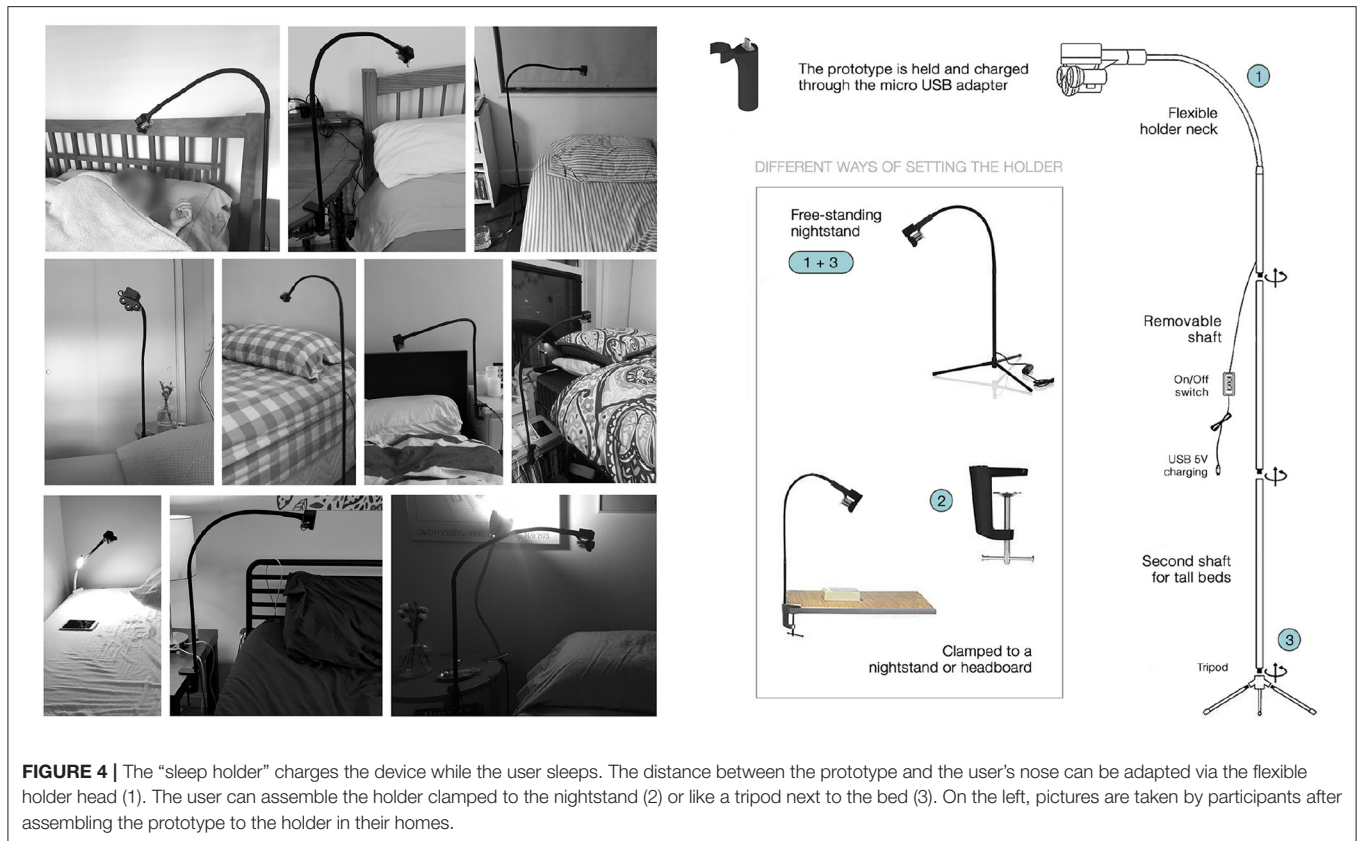 The prototype is held and charged
through the micro USB adapter
1
Flexible
holder neck
DIFFERENT WAYS OF SETTING THE HOLDER
Free-standing
nightstand
1 + 3
Removable
shaft
On/Off
switch
USB 5V
charging
2
Second shaft
for tall beds
Clamped to a
nightstand or headboard
3
Tripod
FIGURE 4 | The “sleep holder” charges the device while the user sleeps. The distance between the prototype and the user’s nose can be adapted via the flexible
holder head (1). The user can assemble the holder clamped to the nightstand (2) or like a tripod next to the bed (3). On the left, pictures are taken by participants after
assembling the prototype to the holder in their homes.